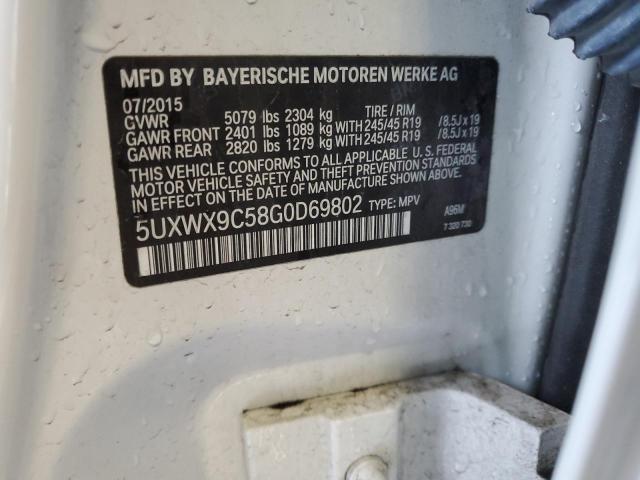 MFD BY BAYERISCHE MOTOREN WERKE AG
07/2015
GVWR 5079 lbs 2304 kg TIRE / RIM
GAWR FRONT 2401 lbs 1089 kg WITH 245/45 R19 / 8.5J x 19
GAWR REAR 2820 lbs 1279 kg WITH 245/45 R19 / 8.5J x 19
THIS VEHICLE CONFORMS TO ALL APPLICABLE U. S. FEDERAL
MOTOR VEHICLE SAFETY AND THEFT PREVENTION STANDARDS
IN EFFECT ON THE DATE OF MANUFACTURE SHOWN ABOVE.
5UXWX9C58G0D69802 TYPE: MPV A96M
7 320 730